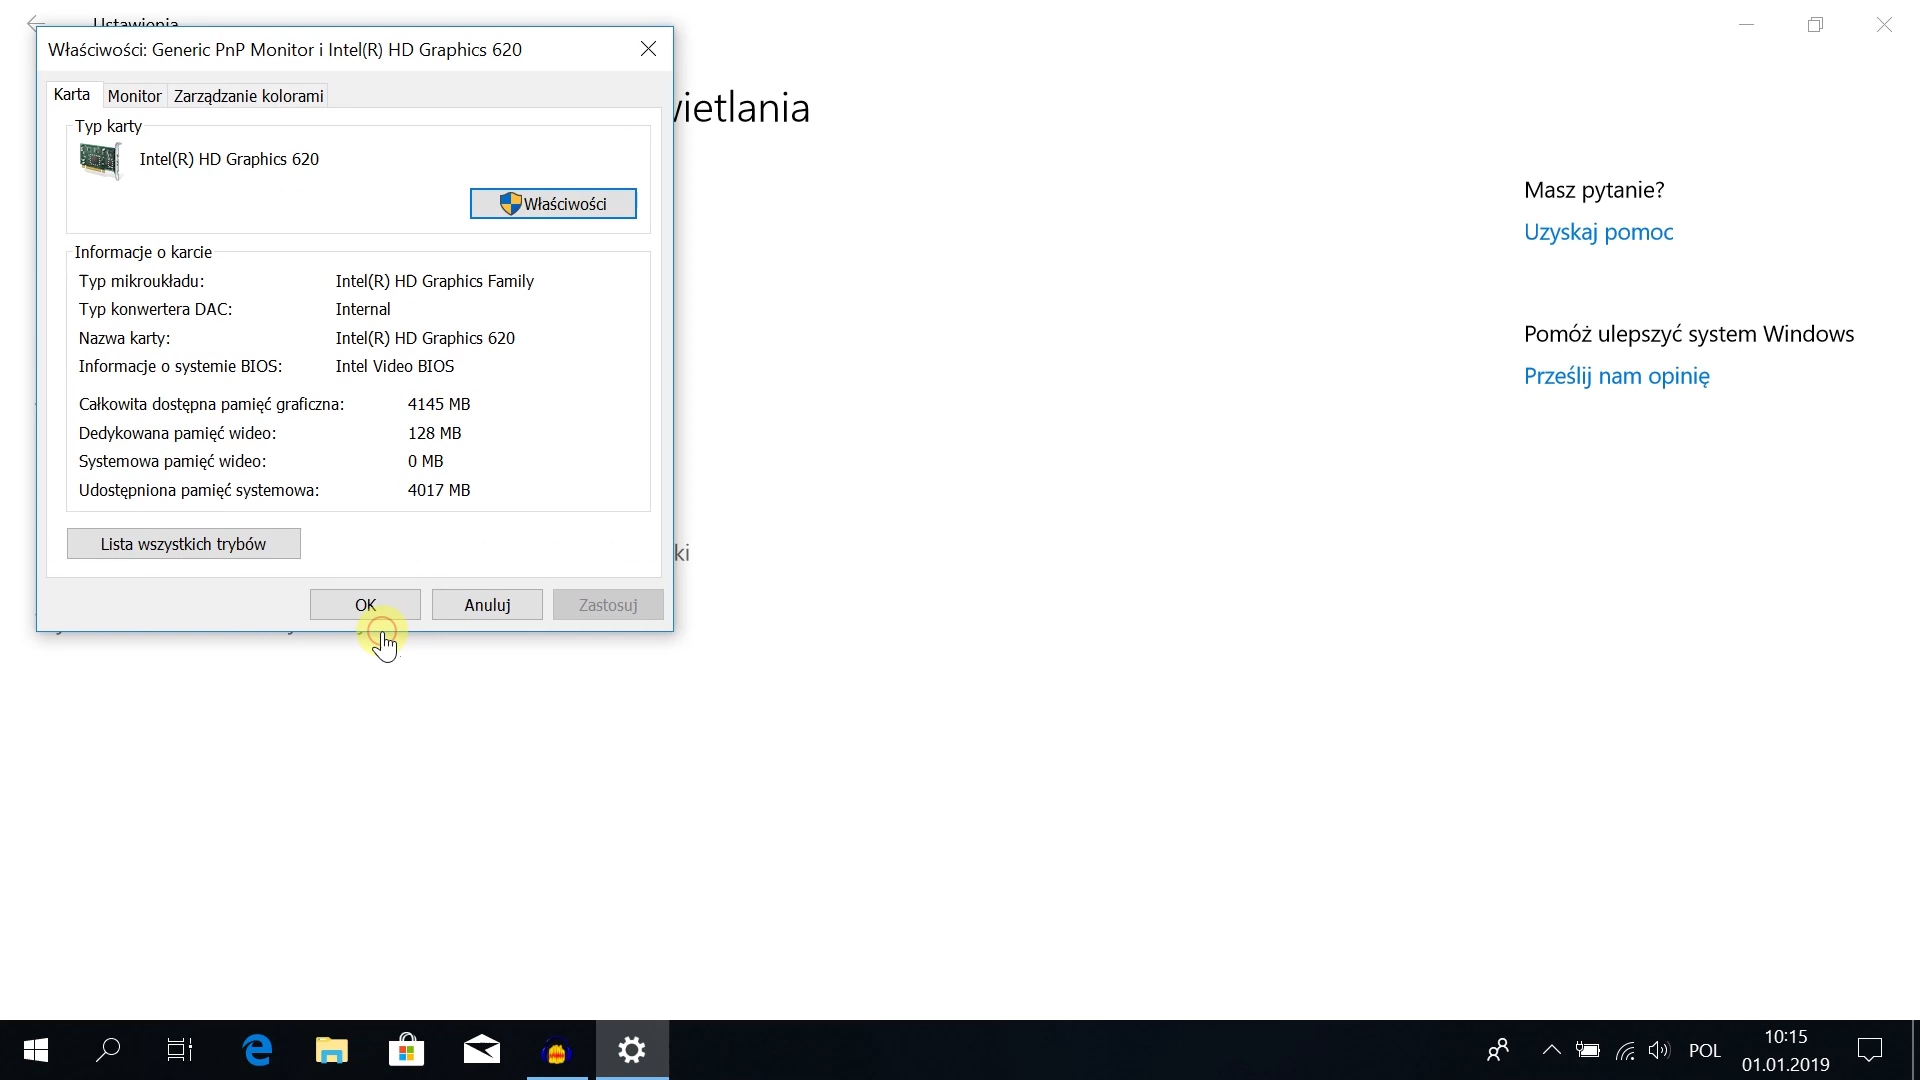 Ustawienia
Właściwości: Generic PnP Monitor i Intel(R) HD Graphics 620
Karta
Monitor
Zarządzanie kolorami
wietlania
Typ karty
Intel(R) HD Graphics 620
Właściwości
Informacje o karcie
Typ mikroukładu: Intel(R) HD Graphics Family
Typ konwertera DAC: Internal
Nazwa karty: Intel(R) HD Graphics 620
Informacje o systemie BIOS: Intel Video BIOS
Całkowita dostępna pamięć graficzna: 4145 MB
Dedykowana pamięć wideo: 128 MB
Systemowa pamięć wideo: 0 MB
Udostępniona pamięć systemowa: 4017 MB
Lista wszystkich trybów
ki
OK
Anuluj
Zastosuj
Masz pytanie?
Uzyskaj pomoc
Pomóż ulepszyć system Windows
Prześlij nam opinię
POL
10:15
01.01.2019